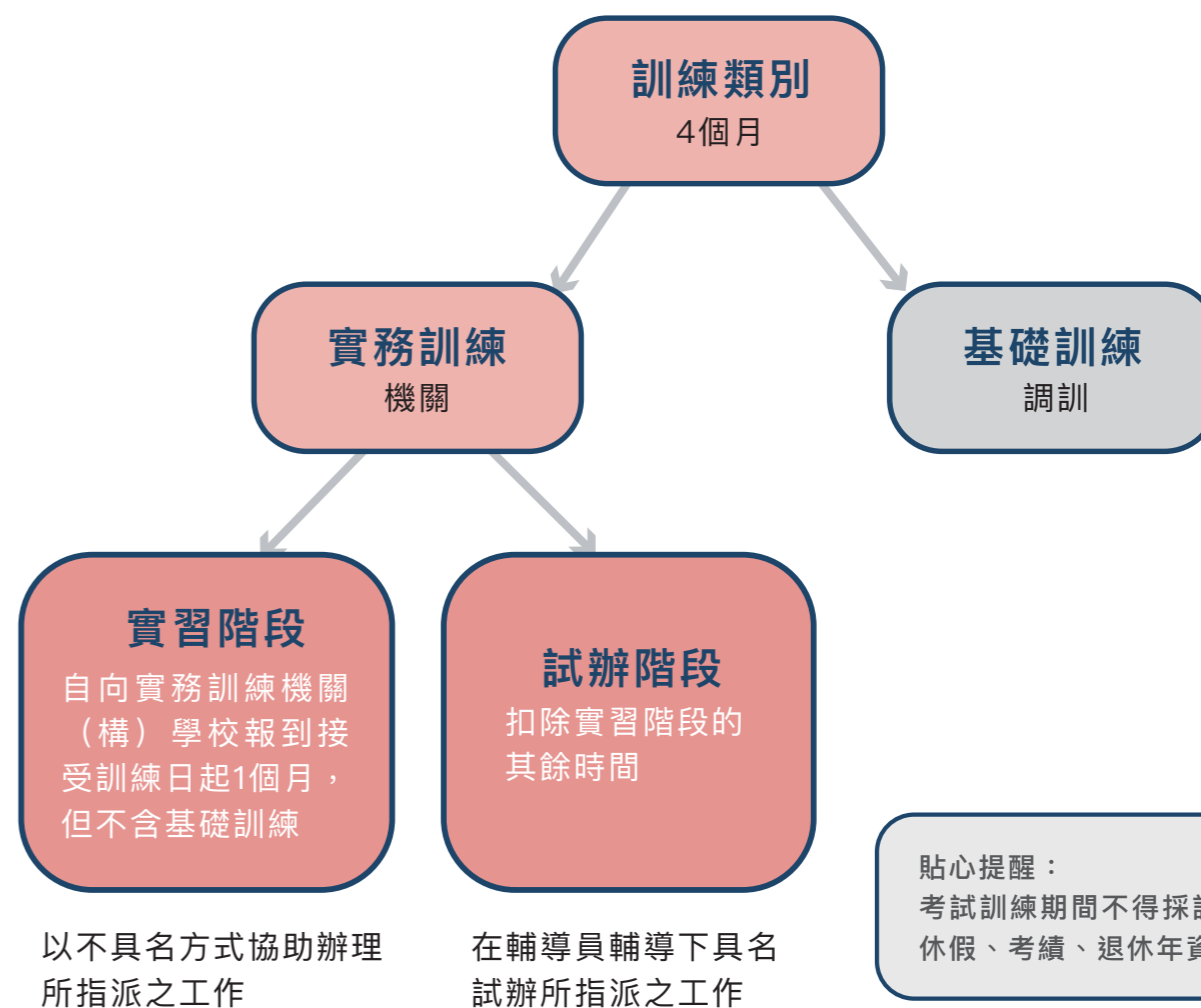 訓練類別
4個月
實務訓練
機關
基礎訓練
調訓
實習階段
自向實務訓練機關
（構）學校報到接
受訓練日起1個月，
但不含基礎訓練
試辦階段
扣除實習階段的
其餘時間
以不具名方式協助辦理
所指派之工作
在輔導員輔導下具名
試辦所指派之工作
貼心提醒：
考試訓練期間不得採
休假、考績、退休年資